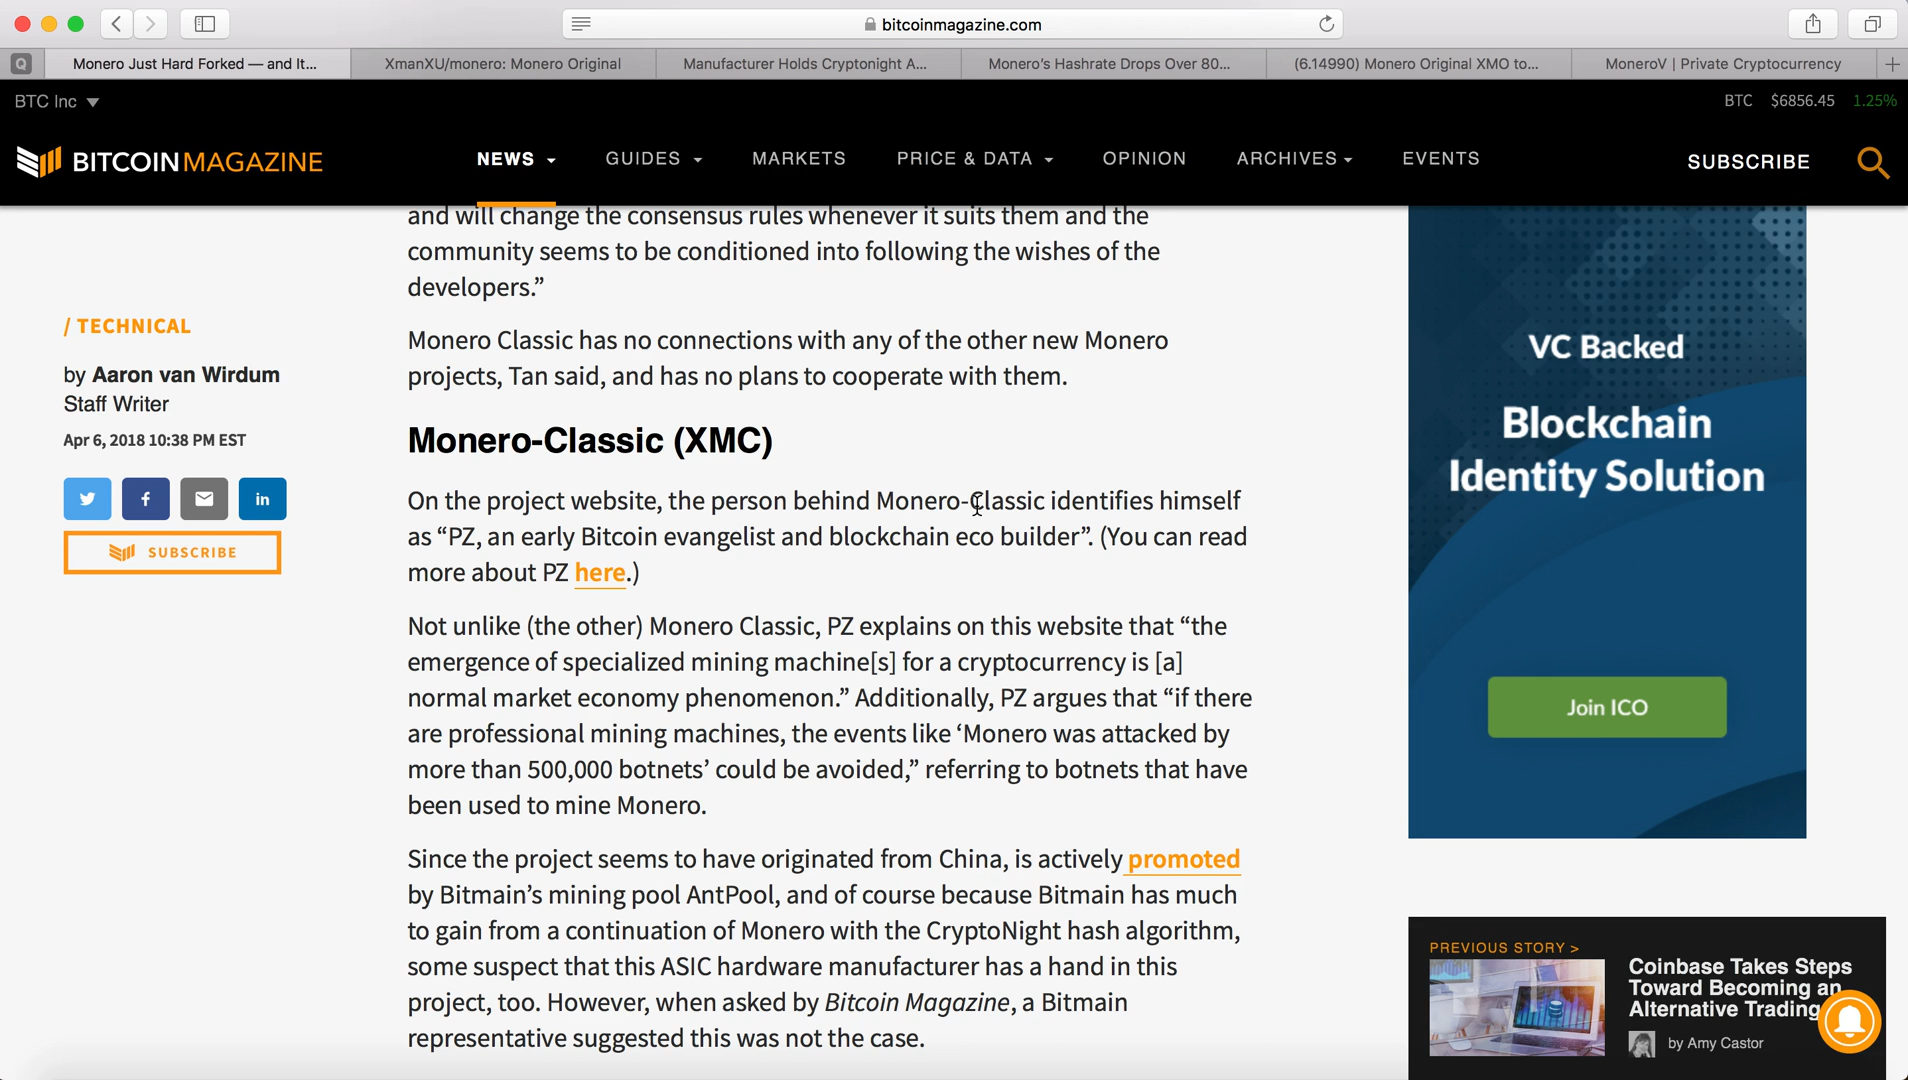 bitcoinmagazine.com
Q
Monero Just Hard Forked — and It...
XmanXU/monero: Monero Original
Manufacturer Holds Cryptonight A...
Monero's Hashrate Drops Over 80...
(6.14990) Monero Original XMO to...
MoneroV | Private Cryptocurrency
BTC Inc
BTC $6856.45 1.25%
BITCOINMAGAZINE
NEWS
GUIDES
MARKETS
PRICE & DATA
OPINION
ARCHIVES
EVENTS
SUBSCRIBE
and will change the consensus rules whenever it suits them and the
community seems to be conditioned into following the wishes of the
developers.”
/ TECHNICAL
by Aaron van Wirdum
Staff Writer
Apr 6, 2018 10:38 PM EST
f
in
SUBSCRIBE
Monero Classic has no connections with any of the other new Monero
projects, Tan said, and has no plans to cooperate with them.
Monero-Classic (XMC)
On the project website, the person behind Monero-Classic identifies himself
as “PZ, an early Bitcoin evangelist and blockchain eco builder”. (You can read
more about PZ here.)
Not unlike (the other) Monero Classic, PZ explains on this website that “the
emergence of specialized mining machine[s] for a cryptocurrency is [a]
normal market economy phenomenon.” Additionally, PZ argues that “if there
are professional mining machines, the events like ‘Monero was attacked by
more than 500,000 botnets’ could be avoided,” referring to botnets that have
been used to mine Monero.
Since the project seems to have originated from China, is actively promoted
by Bitmain’s mining pool AntPool, and of course because Bitmain has much
to gain from a continuation of Monero with the CryptoNight hash algorithm,
some suspect that this ASIC hardware manufacturer has a hand in this
project, too. However, when asked by Bitcoin Magazine, a Bitmain
representative suggested this was not the case.
VC Backed
Blockchain
Identity Solution
Join ICO
PREVIOUS STORY >
Coinbase Takes Steps
Toward Becoming an
Alternative Trading
by Amy Castor